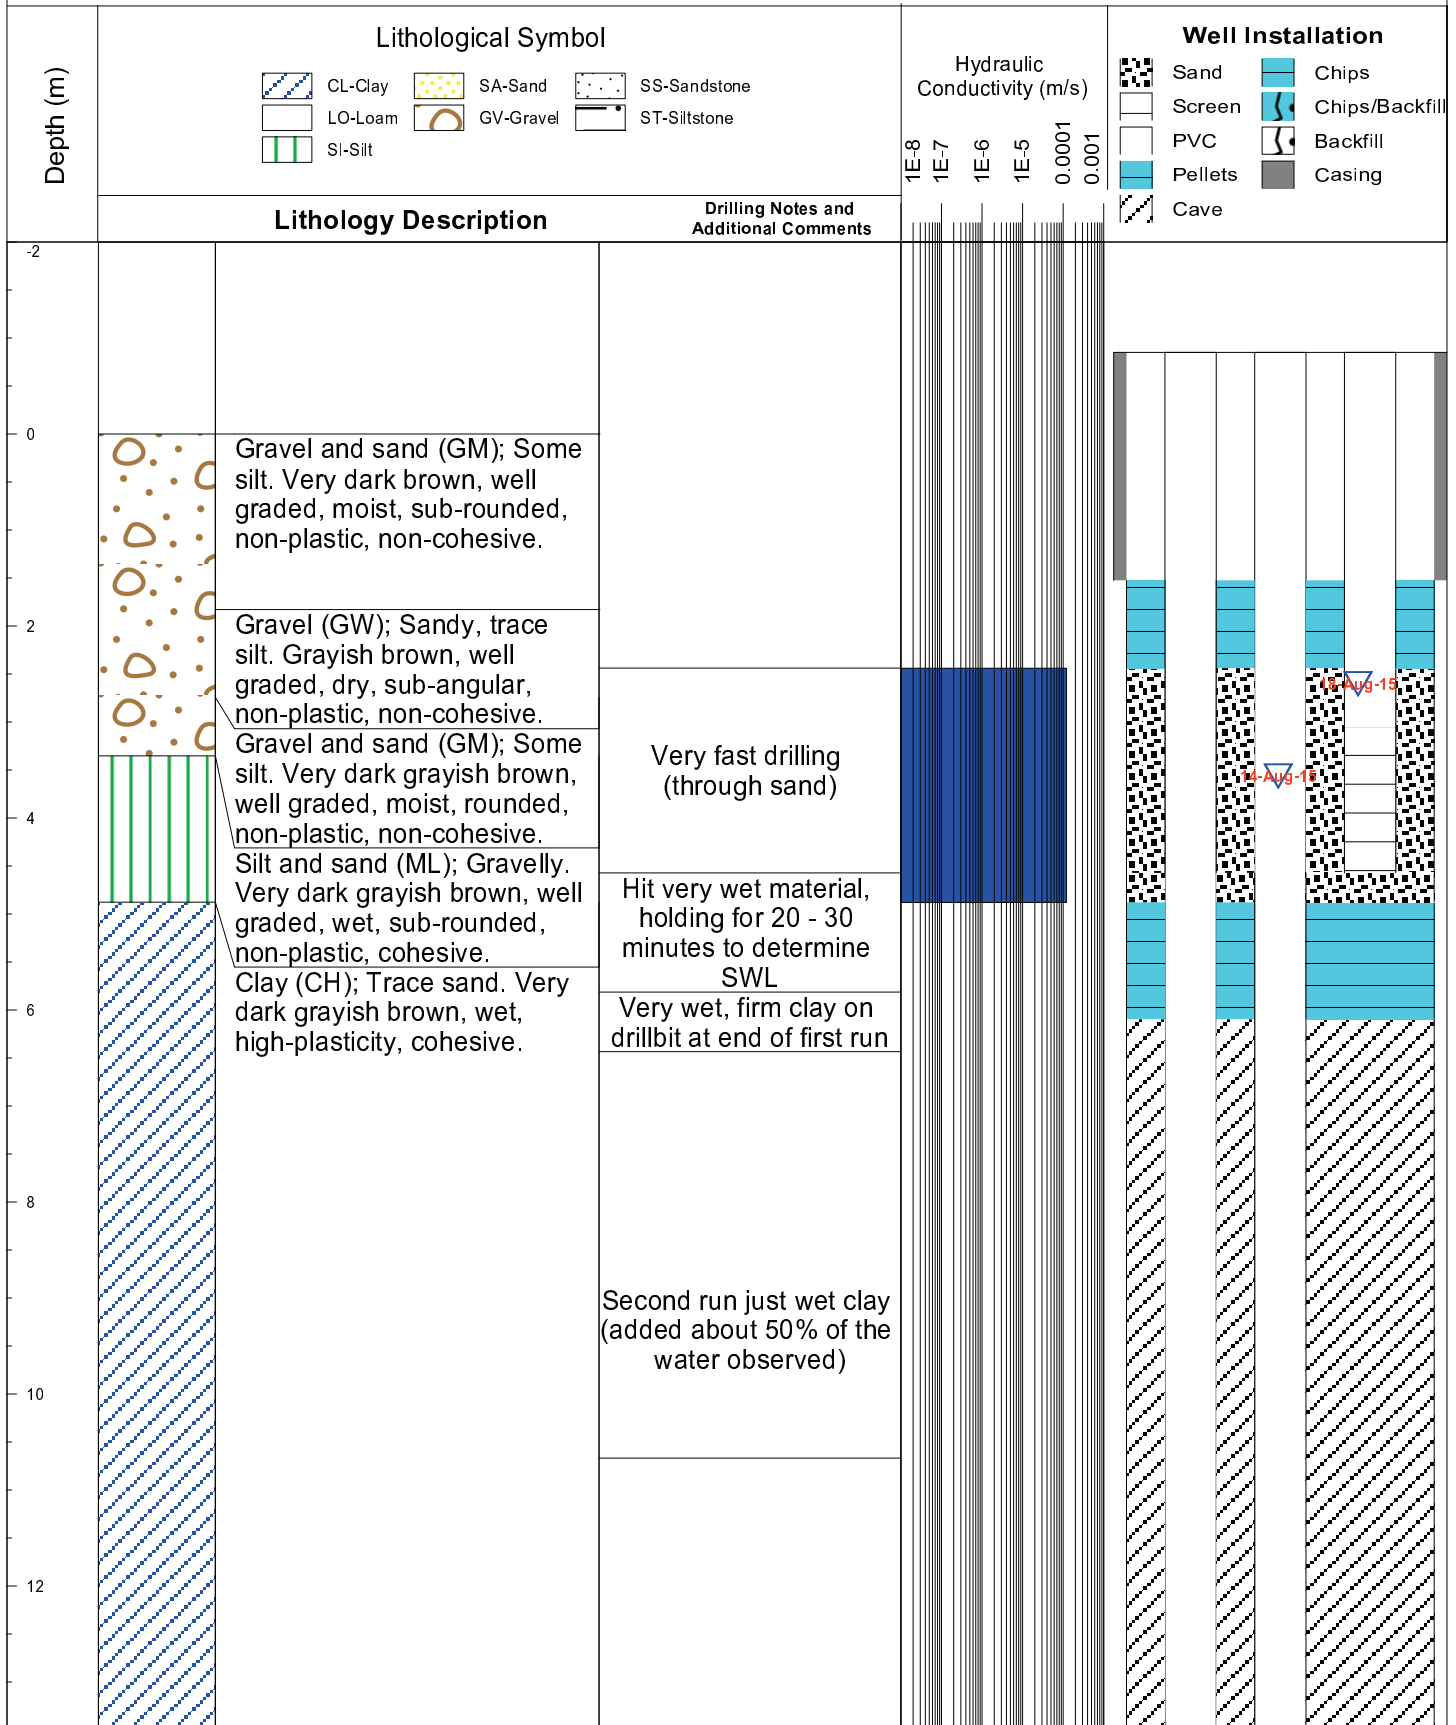 Depth (m)
Lithological Symbol
CL-Clay
SA-Sand
SS-Sandstone
LO-Loam
GV-Gravel
ST-Siltstone
SI-Silt
Lithology Description
Drilling Notes and
Additional Comments
Hydraulic
Conductivity (m/s)
1E-8
1E-7
1E-6
1E-5
0.0001
0.001
Well Installation
Sand
Chips
Screen
Chips/Backfill
PVC
Backfill
Pellets
Casing
Cave
-2
0
2
4
6
8
10
12
Gravel and sand (GM); Some
silt. Very dark brown, well
graded, moist, sub-rounded,
non-plastic, non-cohesive.
Gravel (GW); Sandy, trace
silt. Grayish brown, well
graded, dry, sub-angular,
non-plastic, non-cohesive.
Gravel and sand (GM); Some
silt. Very dark grayish brown,
well graded, moist, rounded,
non-plastic, non-cohesive.
Silt and sand (ML); Gravelly.
Very dark grayish brown, well
graded, wet, sub-rounded,
non-plastic, cohesive.
Clay (CH); Trace sand. Very
dark grayish brown, wet,
high-plasticity, cohesive.
Very fast drilling
(through sand)
Hit very wet material,
holding for 20 - 30
minutes to determine
SWL
Very wet, firm clay on
drillbit at end of first run
Second run just wet clay
(added about 50% of the
water observed)
18-Aug-15
14-Aug-15